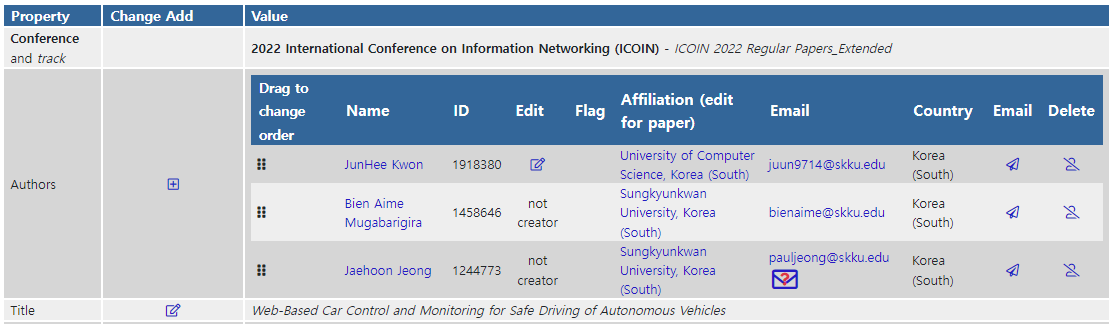 Property Change Add Value
Conference and track
2022 International Conference on Information Networking (ICOIN) - ICOIN 2022 Regular Papers_Extended
Authors
Drag to change order Name ID Edit Flag Affiliation (edit for paper) Email Country Email Delete
JunHee Kwon 1918380 University of Computer Science, Korea (South) juun9714@skku.edu Korea (South)
Bien Aime Mugabarigira 1458646 not creator Sungkyunkwan University, Korea (South) bienaime@skku.edu Korea (South)
Jaehoon Jeong 1244773 not creator Sungkyunkwan University, Korea (South) pauljeong@skku.edu ? Korea (South)
Title Web-Based Car Control and Monitoring for Safe Driving of Autonomous Vehicles